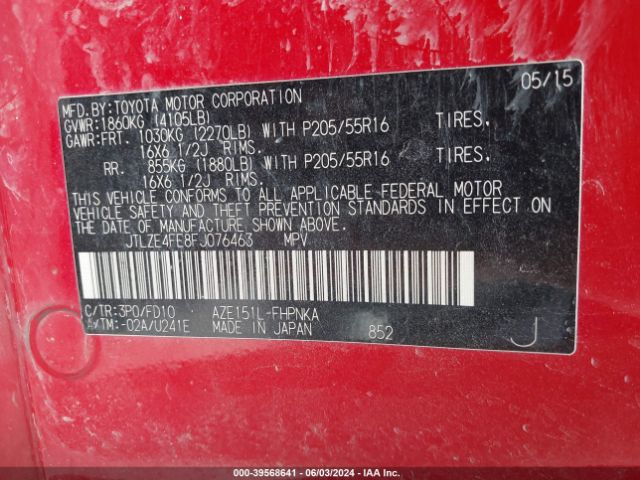 MFD.BY:TOYOTA MOTOR CORPORATION 05/15
GVWR:1860KG (4105LB)
GAWR:FRT. 1030KG (2270LB) WITH P205/55R16 TIRES.
16X6 1/2J RIMS.
RR. 855KG (1880LB) WITH P205/55R16 TIRES.
16X6 1/2J RIMS.
THIS VEHICLE CONFORMS TO ALL APPLICABLE FEDERAL MOTOR
VEHICLE SAFETY AND THEFT PREVENTION STANDARDS IN EFFECT ON
THE DATE OF MANUFACTURE SHOWN ABOVE.
JTLZE4FE8FJ076463 MPV
C/TR:3P0/FD10 AZE151L-FHPNKA
A/TM:-02A/U241E MADE IN JAPAN 852 J
000-39568641 - 06/03/2024 - IAA Inc.